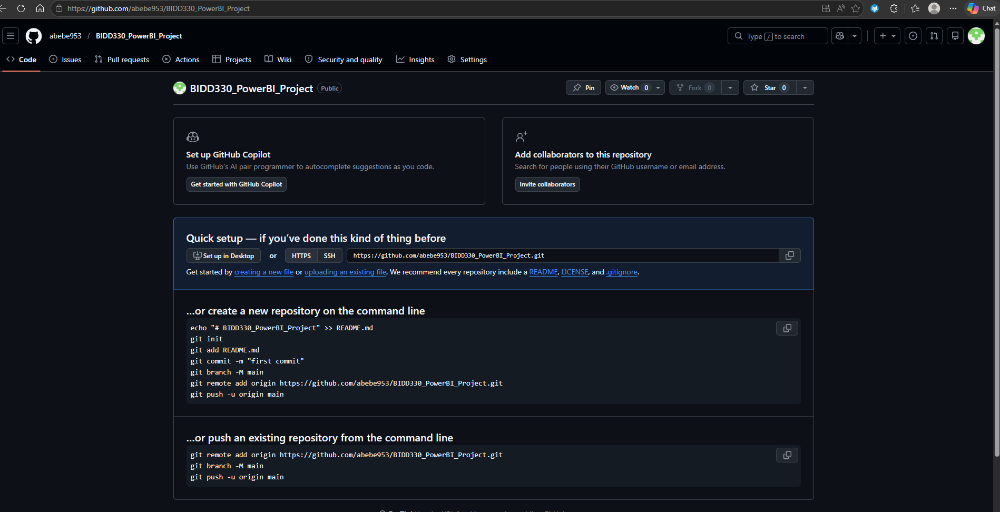 https://github.com/abebe953/BIDD330_PowerBI_Project
Chat
abebe953 / BIDD330_PowerBI_Project
Type / to search
Code
Issues
Pull requests
Actions
Projects
Wiki
Security and quality
Insights
Settings
BIDD330_PowerBI_Project Public
Pin
Watch 0
Fork 0
Star 0
Set up GitHub Copilot
Use GitHub's AI pair programmer to autocomplete suggestions as you code.
Get started with GitHub Copilot
Add collaborators to this repository
Search for people using their GitHub username or email address.
Invite collaborators
Quick setup — if you've done this kind of thing before
Set up in Desktop or HTTPS SSH https://github.com/abebe953/BIDD330_PowerBI_Project.git
Get started by creating a new file or uploading an existing file. We recommend every repository include a README, LICENSE, and .gitignore.
...or create a new repository on the command line
echo "# BIDD330_PowerBI_Project" >> README.md
git init
git add README.md
git commit -m "first commit"
git branch -M main
git remote add origin https://github.com/abebe953/BIDD330_PowerBI_Project.git
git push -u origin main
...or push an existing repository from the command line
git remote add origin https://github.com/abebe953/BIDD330_PowerBI_Project.git
git branch -M main
git push -u origin main